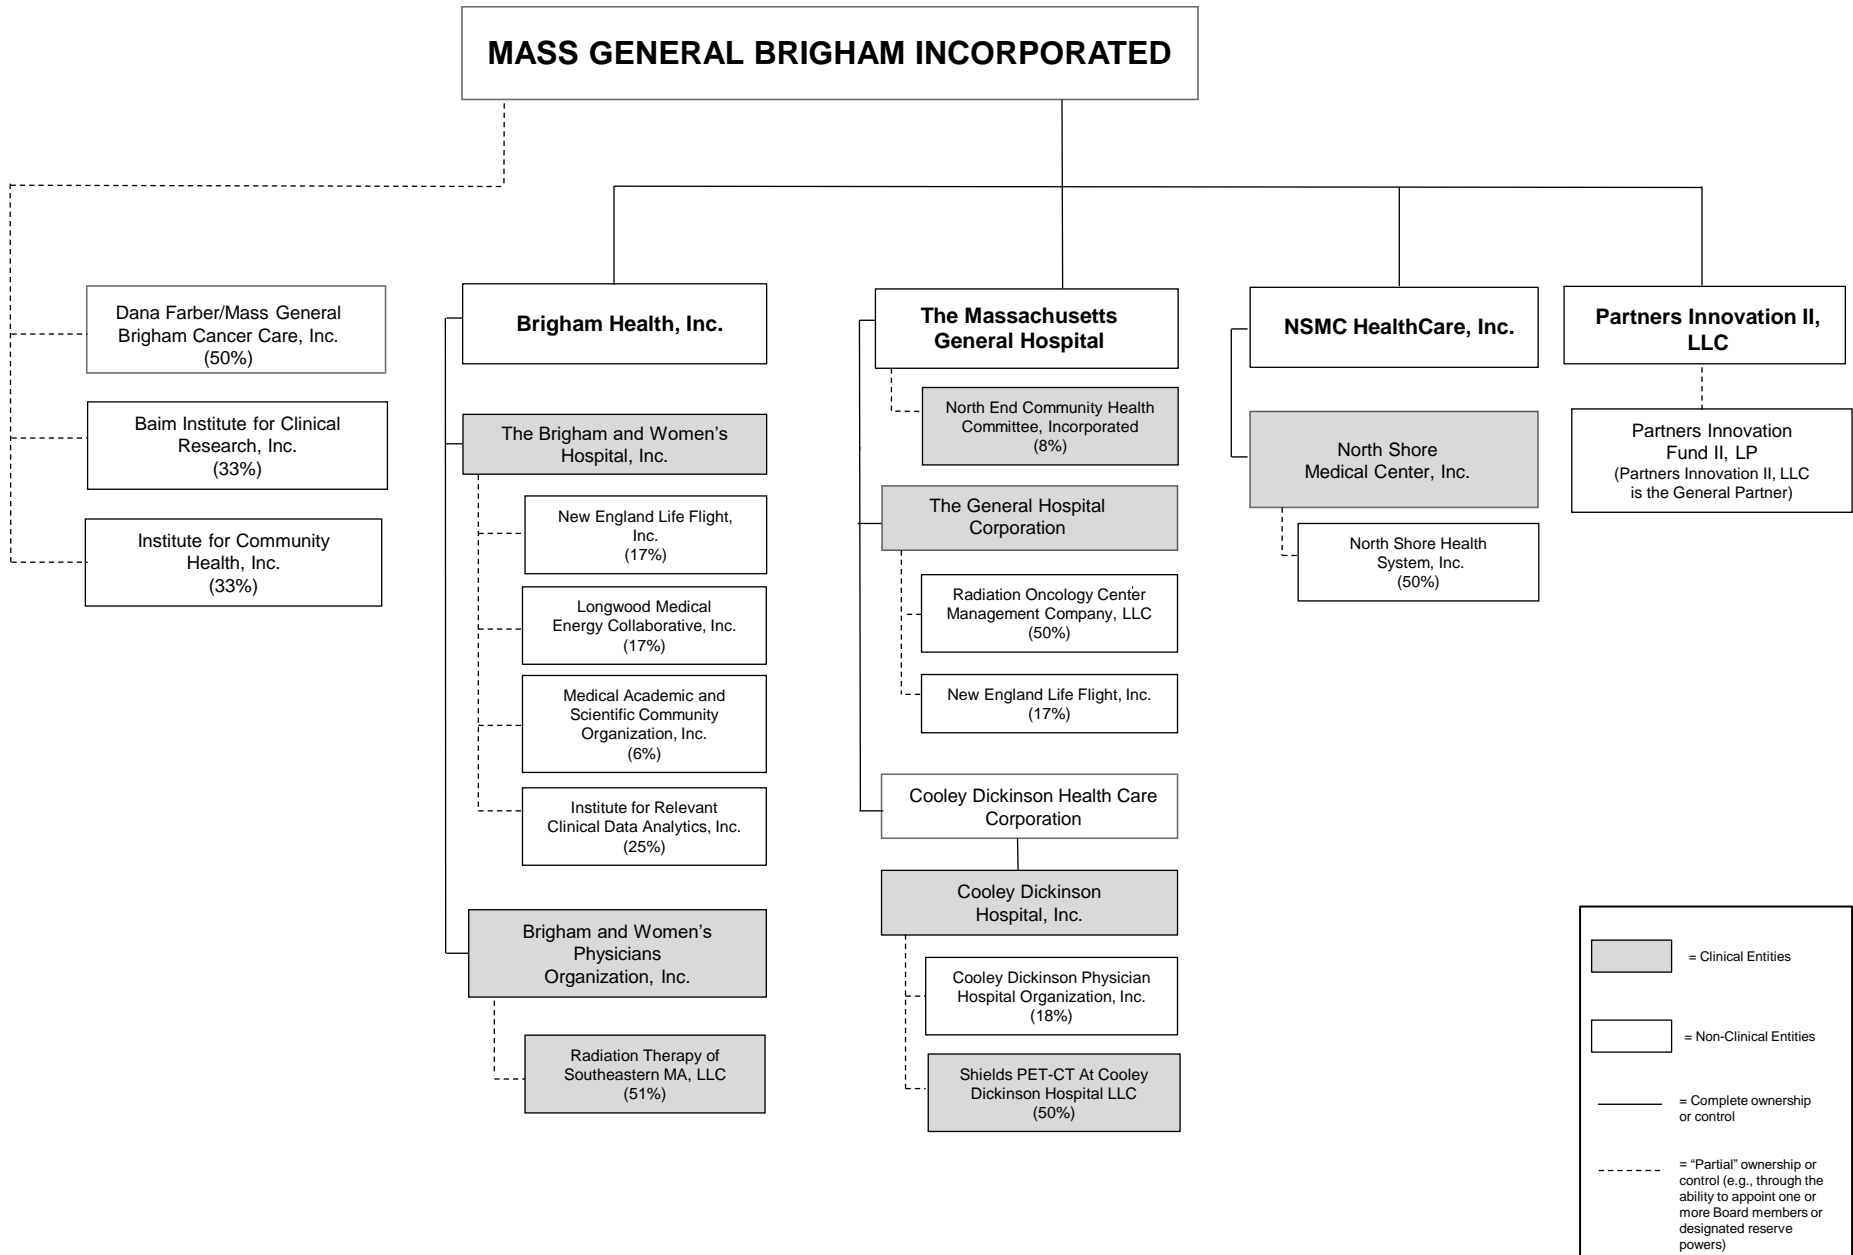 MASS GENERAL BRIGHAM INCORPORATED
Dana Farber/Mass General
Brigham Cancer Care, Inc.
(50%)
Baim Institute for Clinical
Research, Inc.
(33%)
Institute for Community
Health, Inc.
(33%)
Brigham Health, Inc.
The Brigham and Women’s
Hospital, Inc.
New England Life Flight,
Inc.
(17%)
Longwood Medical
Energy Collaborative, Inc.
(17%)
Medical Academic and
Scientific Community
Organization, Inc.
(6%)
Institute for Relevant
Clinical Data Analytics, Inc.
(25%)
Brigham and Women’s
Physicians
Organization, Inc.
Radiation Therapy of
Southeastern MA, LLC
(51%)
The Massachusetts
General Hospital
North End Community Health
Committee, Incorporated
(8%)
The General Hospital
Corporation
Radiation Oncology Center
Management Company, LLC
(50%)
New England Life Flight, Inc.
(17%)
Cooley Dickinson Health Care
Corporation
Cooley Dickinson
Hospital, Inc.
Cooley Dickinson Physician
Hospital Organization, Inc.
(18%)
Shields PET-CT At Cooley
Dickinson Hospital LLC
(50%)
NSMC HealthCare, Inc.
North Shore
Medical Center, Inc.
North Shore Health
System, Inc.
(50%)
Partners Innovation II,
LLC
Partners Innovation
Fund II, LP
(Partners Innovation II, LLC
is the General Partner)
= Clinical Entities
= Non-Clinical Entities
= Complete ownership
or control
= “Partial” ownership or
control (e.g., through the
ability to appoint one or
more Board members or
designated reserve
powers)